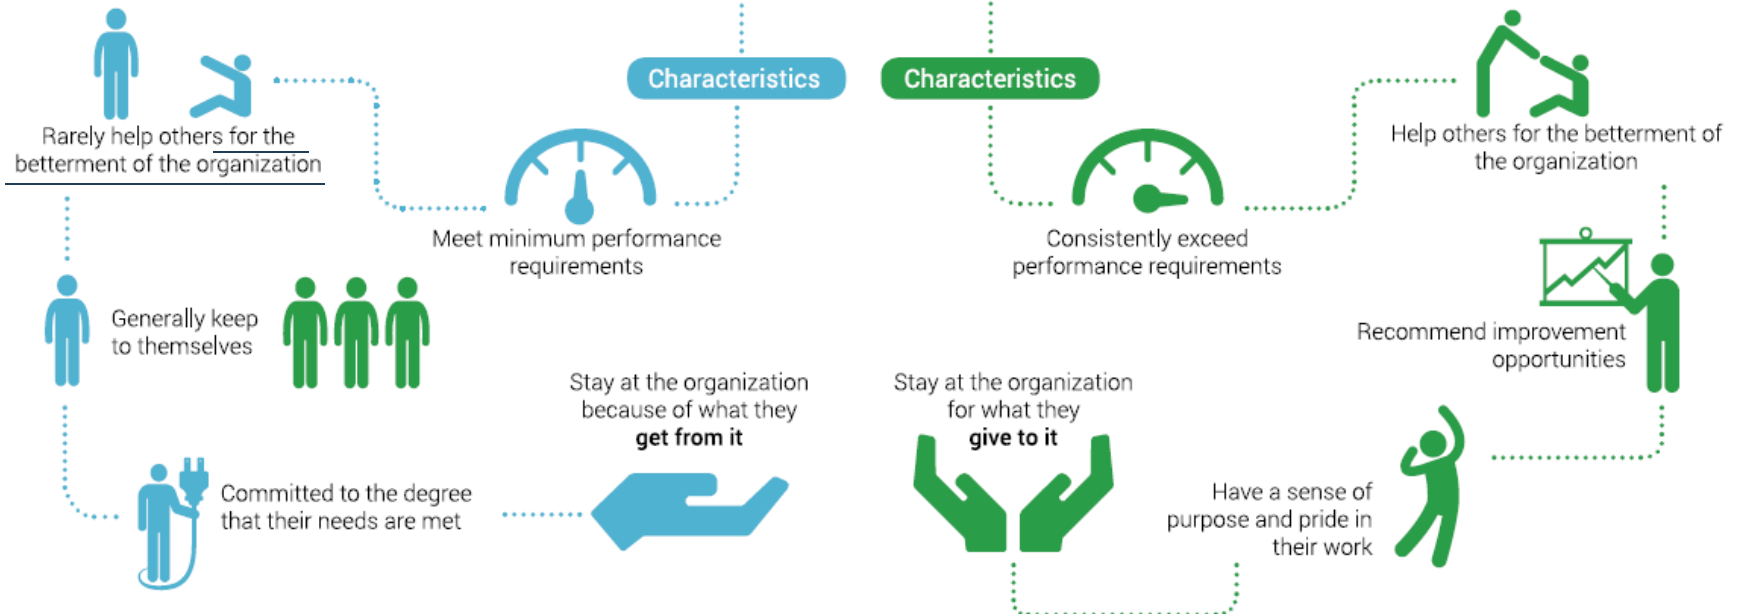 Characteristics
Meet minimum performance
requirements
Rarely help others for the
betterment of the organization
Generally keep
to themselves
Committed to the degree
that their needs are met
Stay at the organization
because of what they
get from it
Characteristics
Consistently exceed
performance requirements
Help others for the betterment of
the organization
Recommend improvement
opportunities
Have a sense of
purpose and pride in
their work
Stay at the organization
for what they
give to it